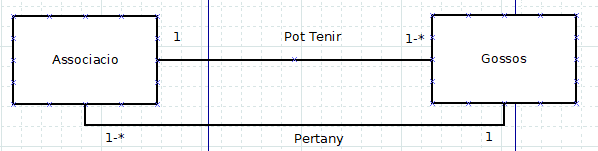 1
Pot Tenir
1-*
Associacio
Gossos
1-*
Pertany
1